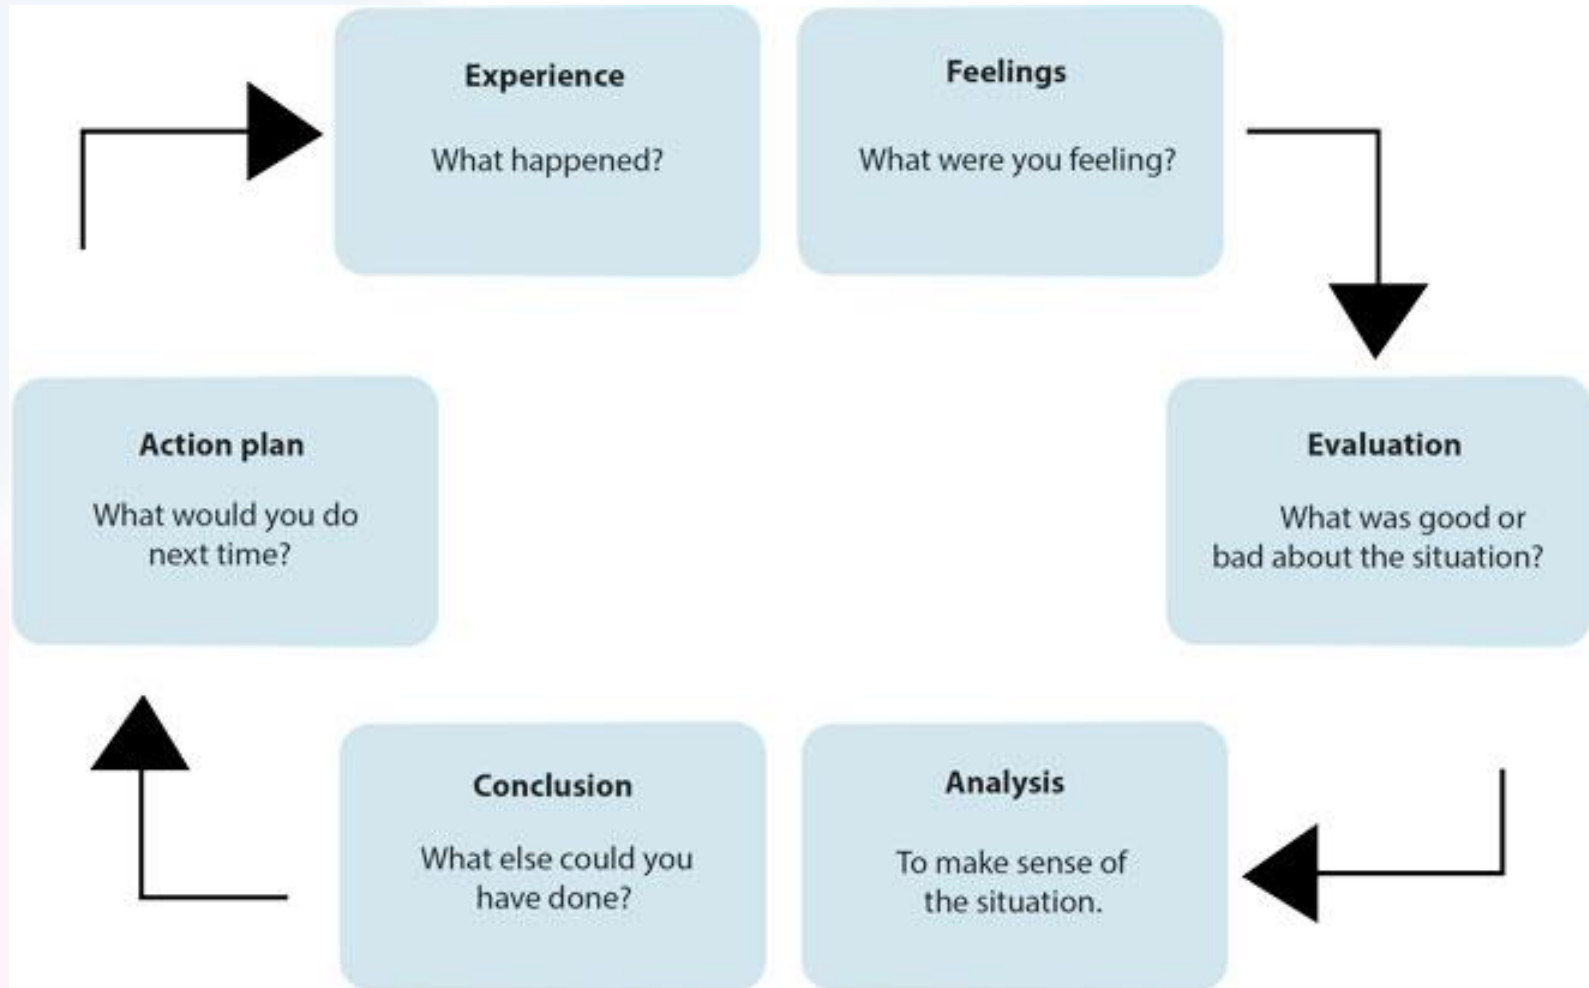 Experience
What happened?
Feelings
What were you feeling?
Evaluation
What was good or
bad about the situation?
Analysis
To make sense of
the situation.
Conclusion
What else could you
have done?
Action plan
What would you do
next time?